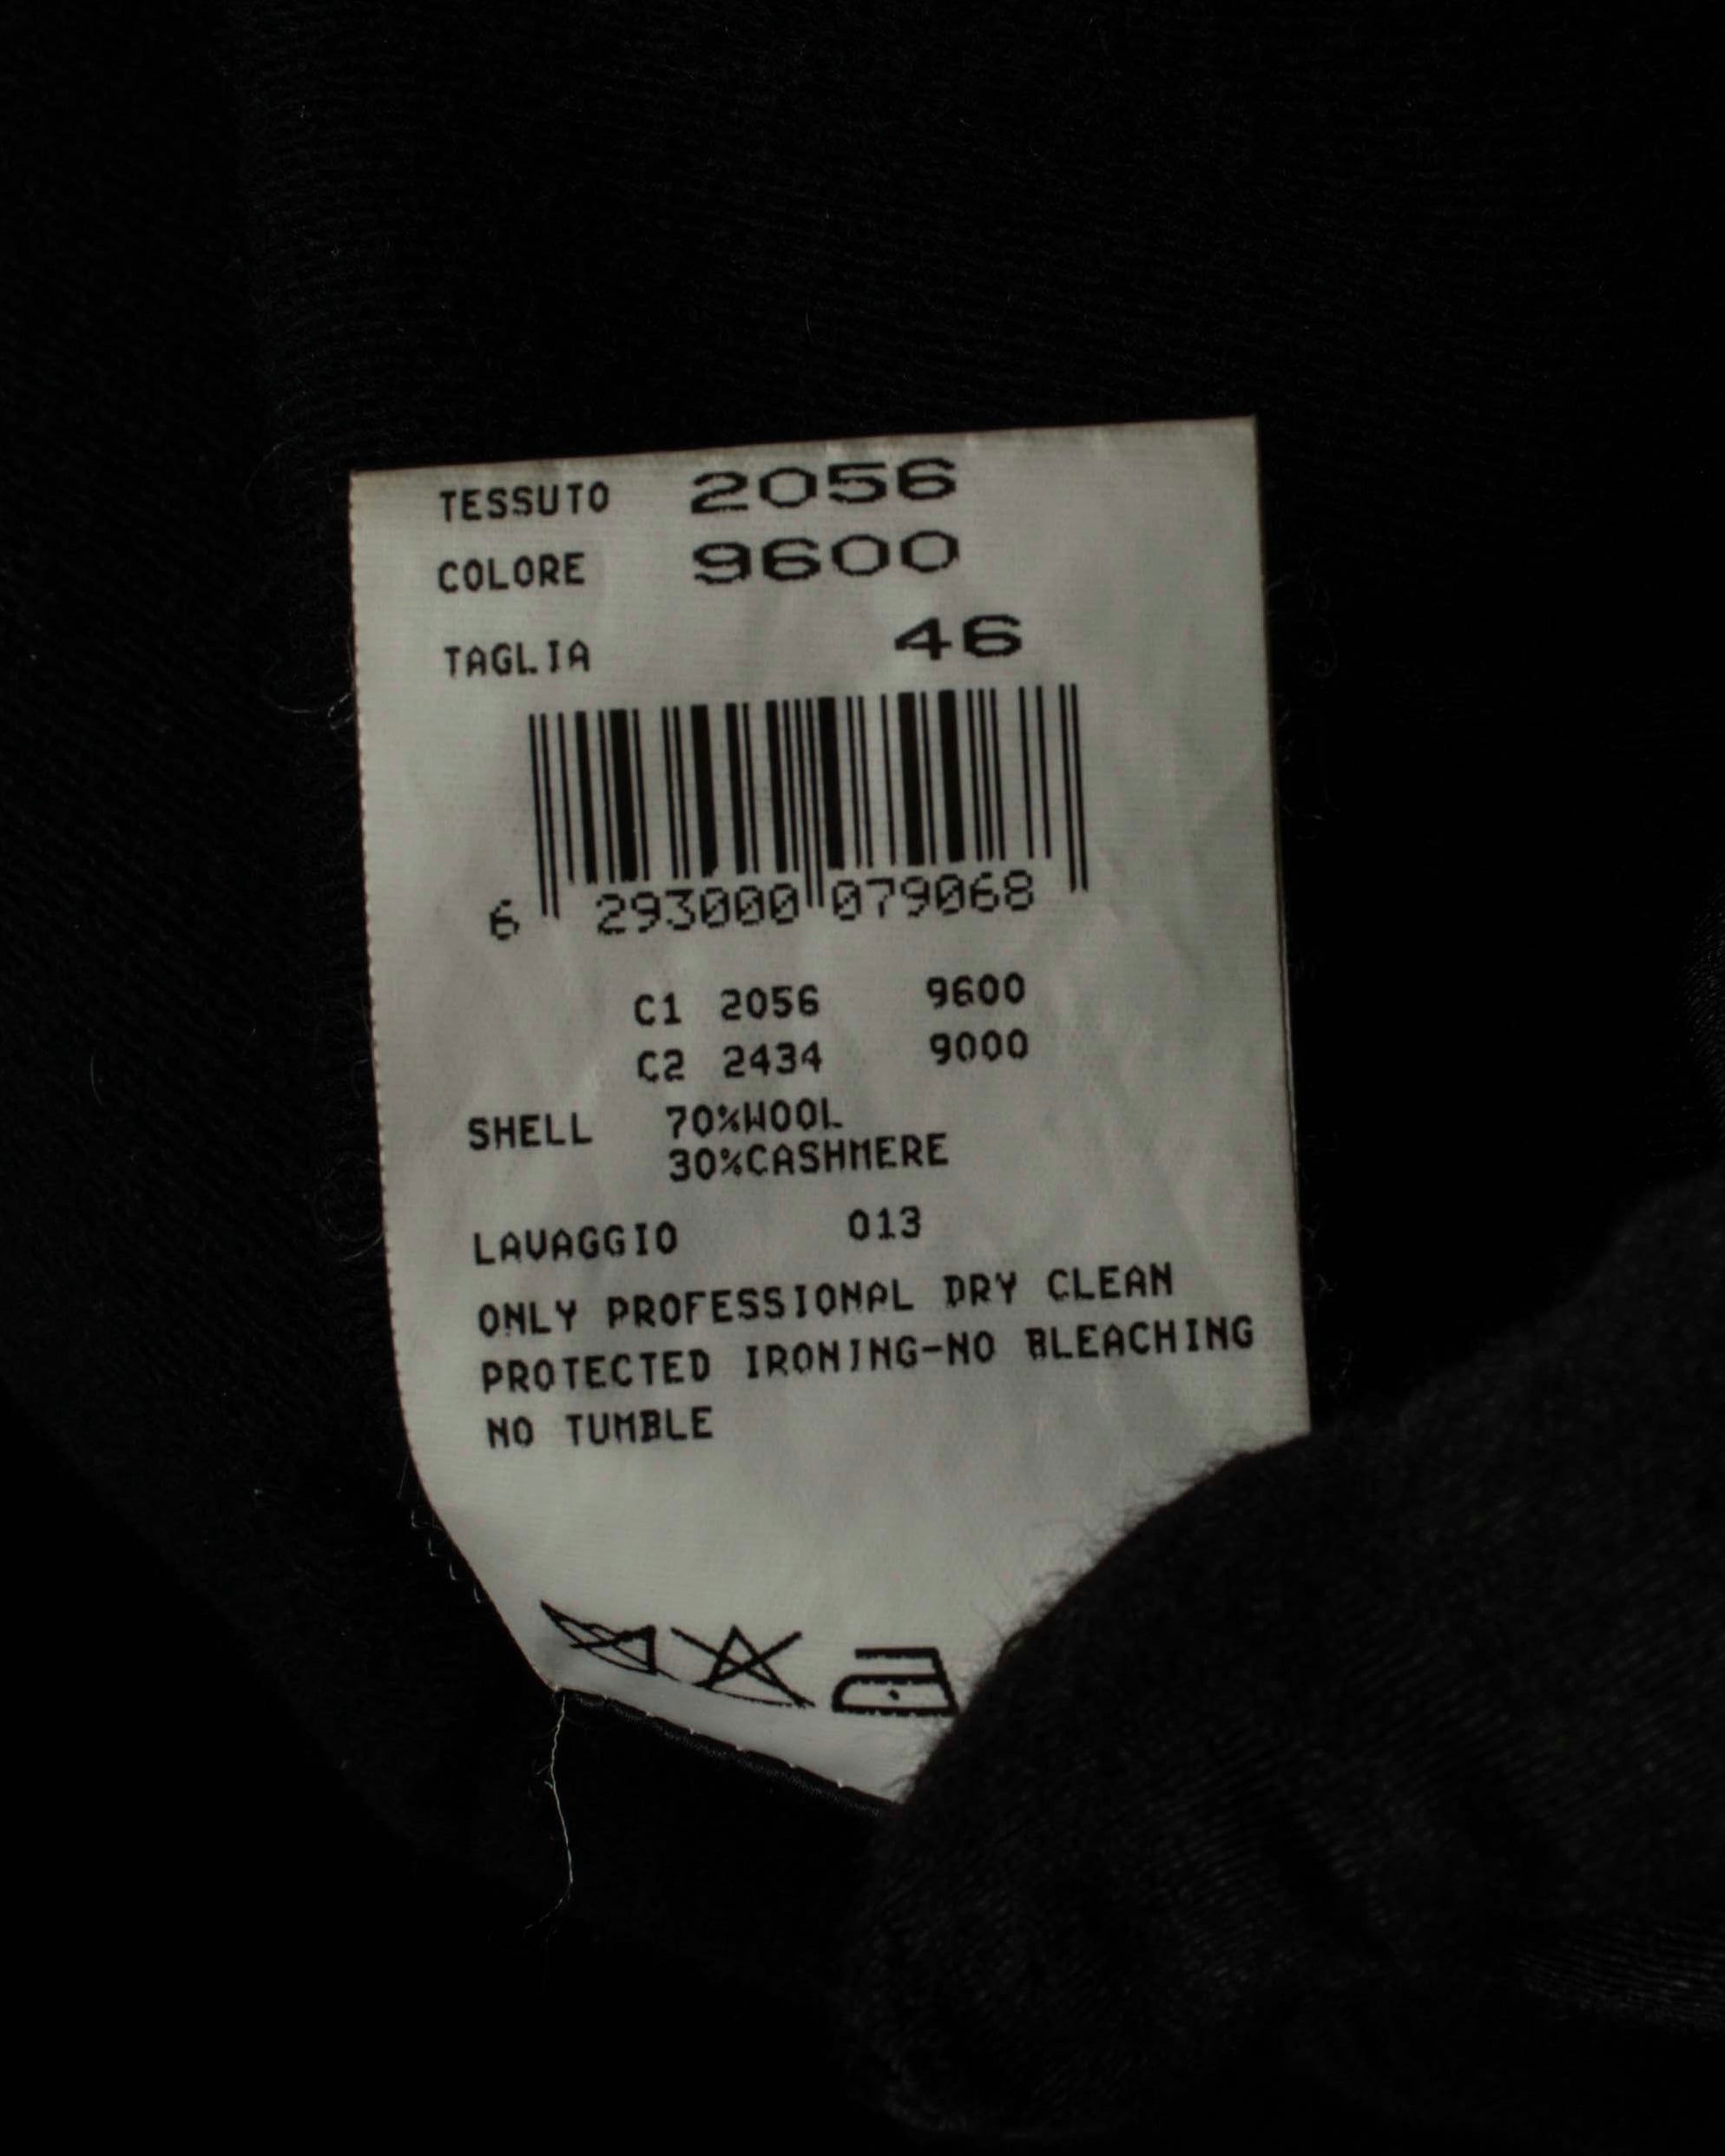 TESSUTO 2056
COLORE 9600
TAGLIA 46
6 293000 079068
C1 2056 9600
C2 2434 9000
SHELL 70%WOOL
30%CASHMERE
LAVAGGIO 013
ONLY PROFESSIONAL DRY CLEAN
PROTECTED IRONING-NO BLEACHING
NO TUMBLE